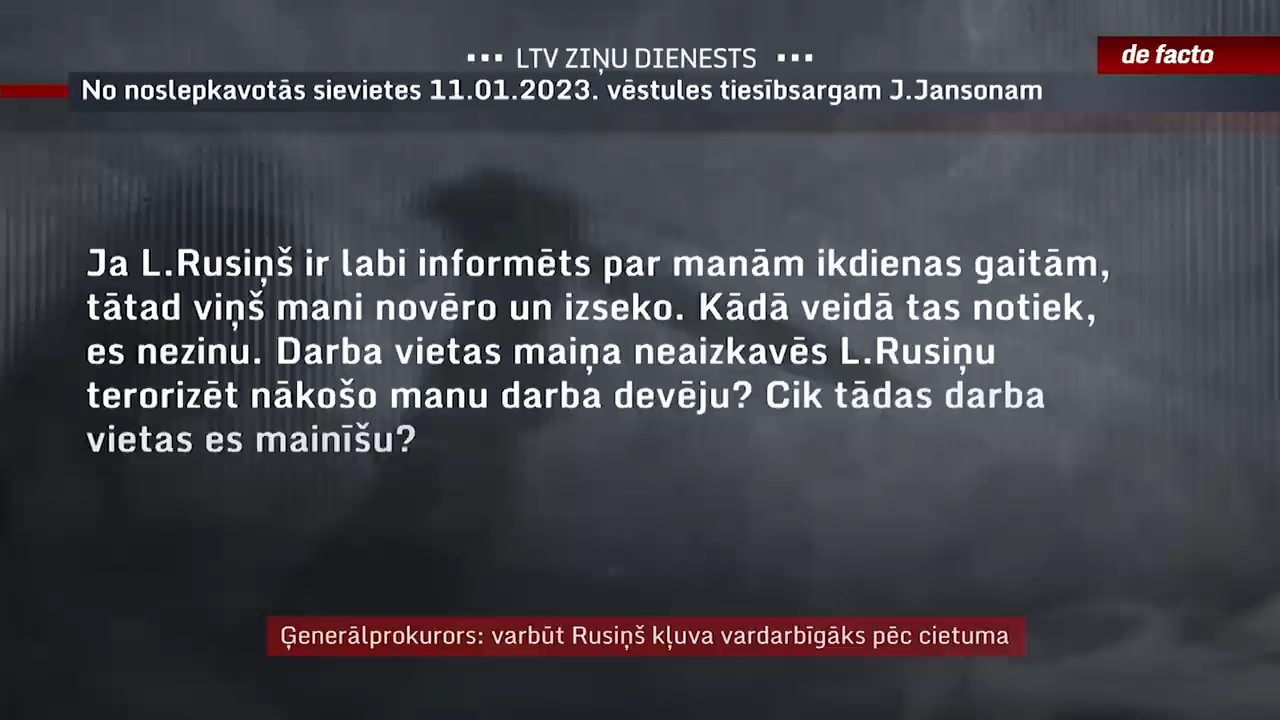 ••• LTV ZIŅU DIENESTS •••
de facto
No noslepkavotās sievietes 11.01.2023. vēstules tiesībsargam J.Jansonam
Ja L.Rusiņš ir labi informēts par manām ikdienas gaitām,
tātad viņš mani novēro un izseko. Kādā veidā tas notiek,
es nezinu. Darba vietas maiņa neaizkavēs L.Rusiņu
terorizēt nākošo manu darba devēju? Cik tādas darba
vietas es mainīšu?
Ģenerālprokurors: varbūt Rusiņš kļuva vardarbīgāks pēc cietuma